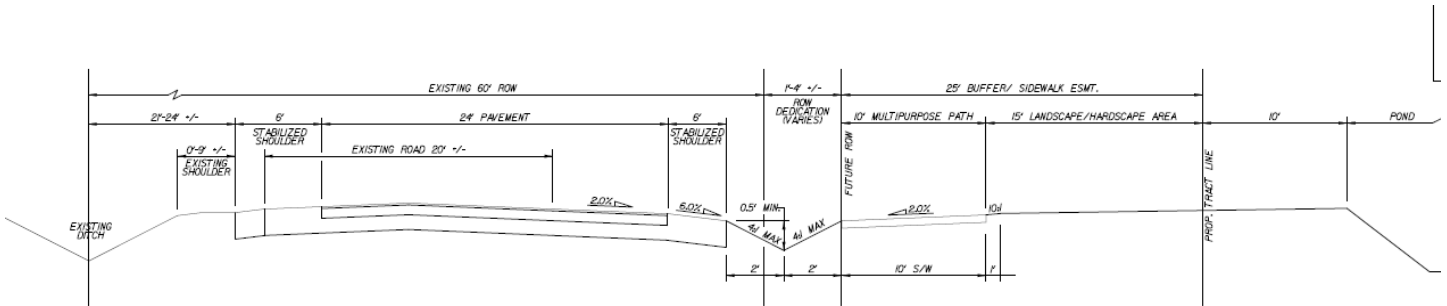 EXISTING 60' ROW
1'-4' +/-
ROW
DEDICATION
(VARIES)
25' BUFFER/ SIDEWALK ESMT.
21'-24' +/-
6'
STABILIZED
SHOULDER
24' PAVEMENT
6'
STABILIZED
SHOULDER
10' MULTIPURPOSE PATH
15' LANDSCAPE/HARDSCAPE AREA
10'
POND
0'-9' +/-
EXISTING
SHOULDER
EXISTING ROAD 20' +/-
FUTURE ROW
PROP. TRACT LINE
EXISTING
DITCH
2.0%
6.0%
0.5' MIN.
4:1 MAX
4:1 MAX
2.0%
10:1
2'
2'
10' S/W
1'